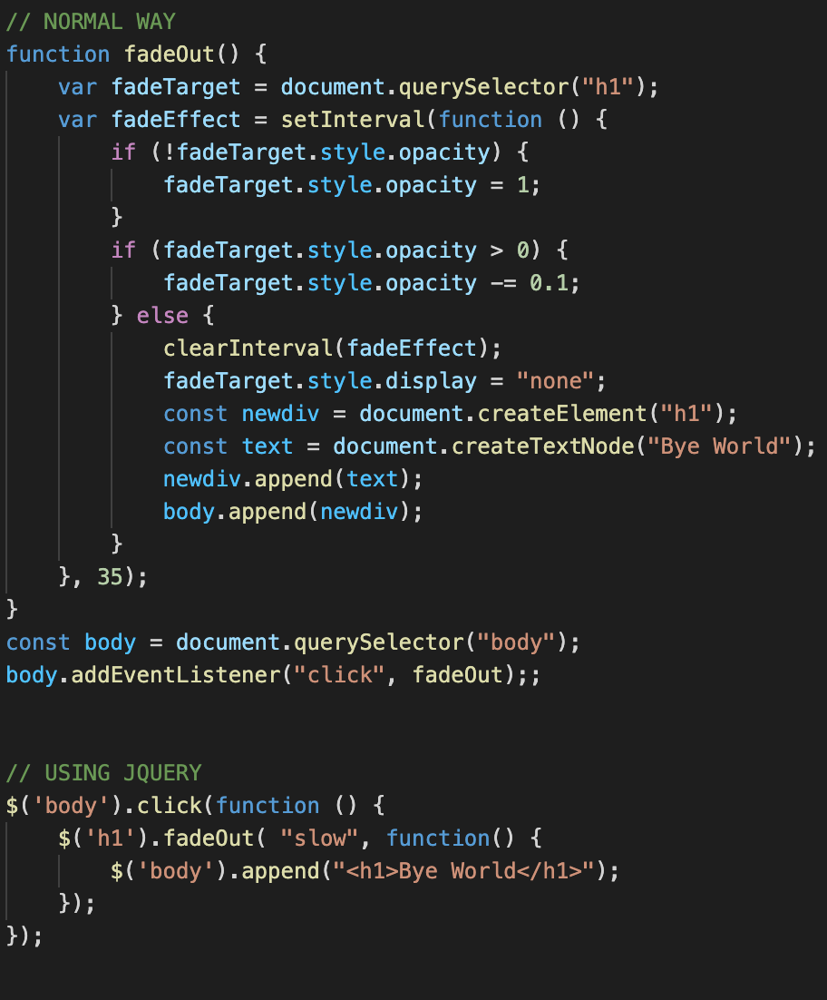 // NORMAL WAY
function fadeOut() {
    var fadeTarget = document.querySelector("h1");
    var fadeEffect = setInterval(function () {
        if (!fadeTarget.style.opacity) {
            fadeTarget.style.opacity = 1;
        }
        if (fadeTarget.style.opacity > 0) {
            fadeTarget.style.opacity -= 0.1;
        } else {
            clearInterval(fadeEffect);
            fadeTarget.style.display = "none";
            const newdiv = document.createElement("h1");
            const text = document.createTextNode("Bye World");
            newdiv.append(text);
            body.append(newdiv);
        }
    }, 35);
}
const body = document.querySelector("body");
body.addEventListener("click", fadeOut);;
// USING JQUERY
$('body').click(function () {
    $('h1').fadeOut( "slow", function() {
        $('body').append("<h1>Bye World</h1>");
    });
});